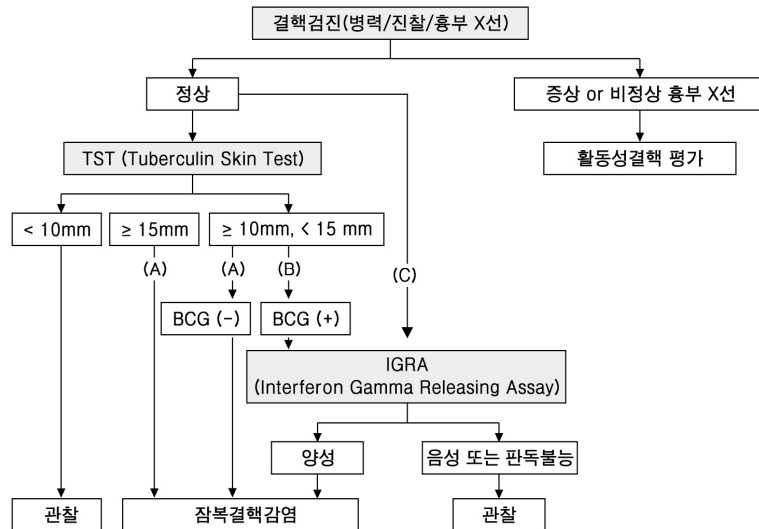 결핵검진(병력/진찰/흉부 X선)
정상
증상 or 비정상 흉부 X선
TST (Tuberculin Skin Test)
활동성결핵 평가
< 10mm
≥ 15mm
≥ 10mm, < 15 mm
(A)
(A)
(B)
(C)
BCG (-)
BCG (+)
IGRA
(Interferon Gamma Releasing Assay)
양성
음성 또는 판독불능
관찰
잠복결핵감염
관찰